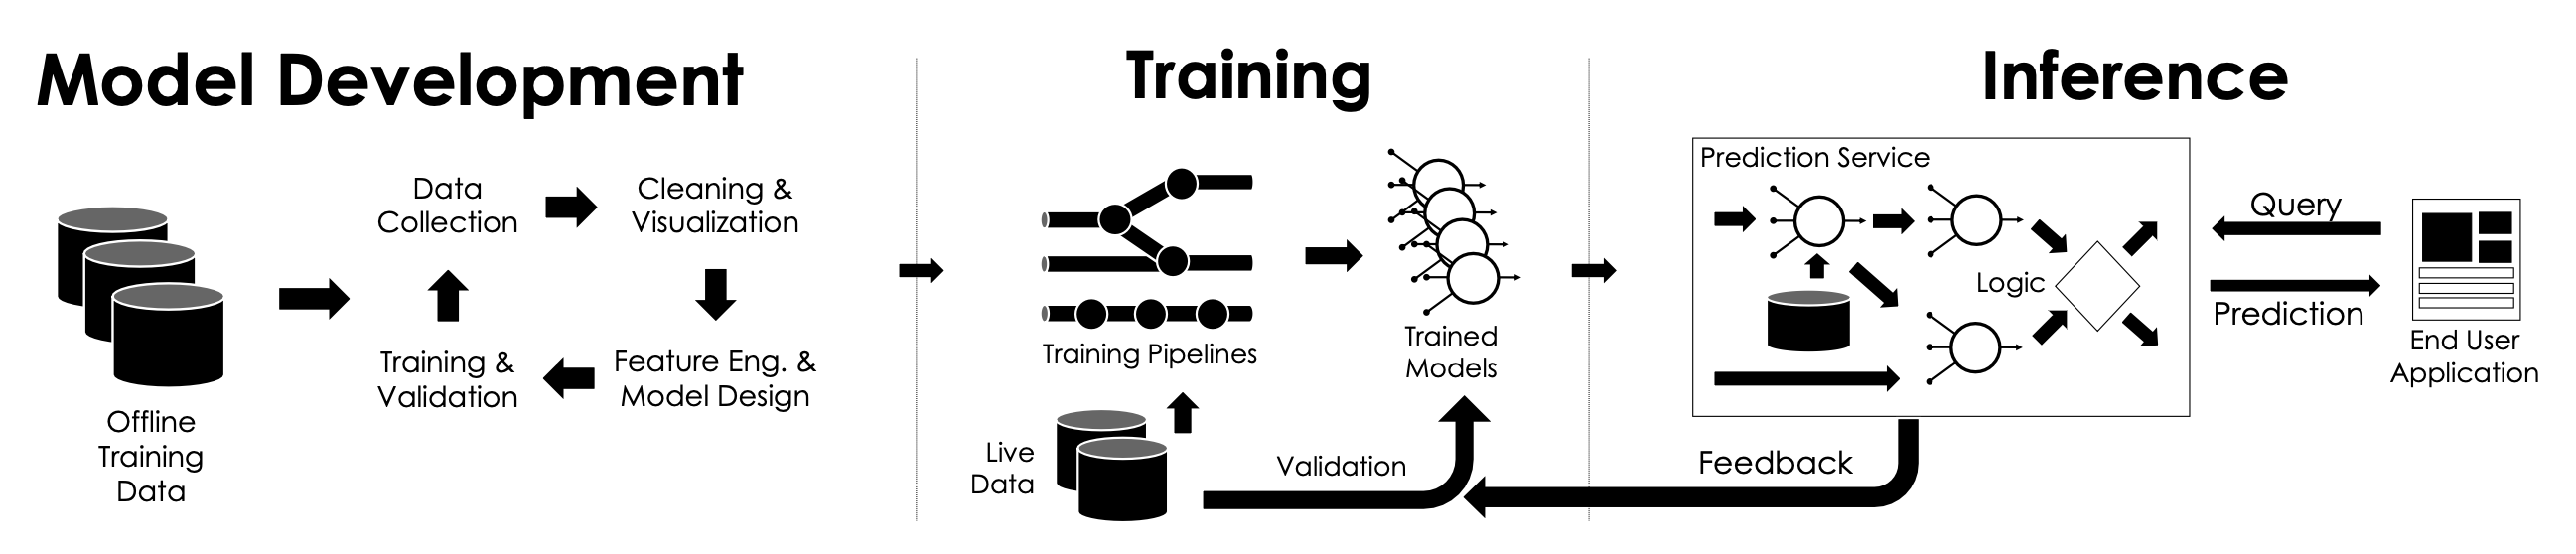 Model Development
Training
Inference
Data
Collection
Cleaning &
Visualization
Training &
Validation
Feature Eng. &
Model Design
Offline
Training
Data
Training Pipelines
Trained
Models
Live
Data
Validation
Prediction Service
Logic
Query
Prediction
End User
Application
Feedback